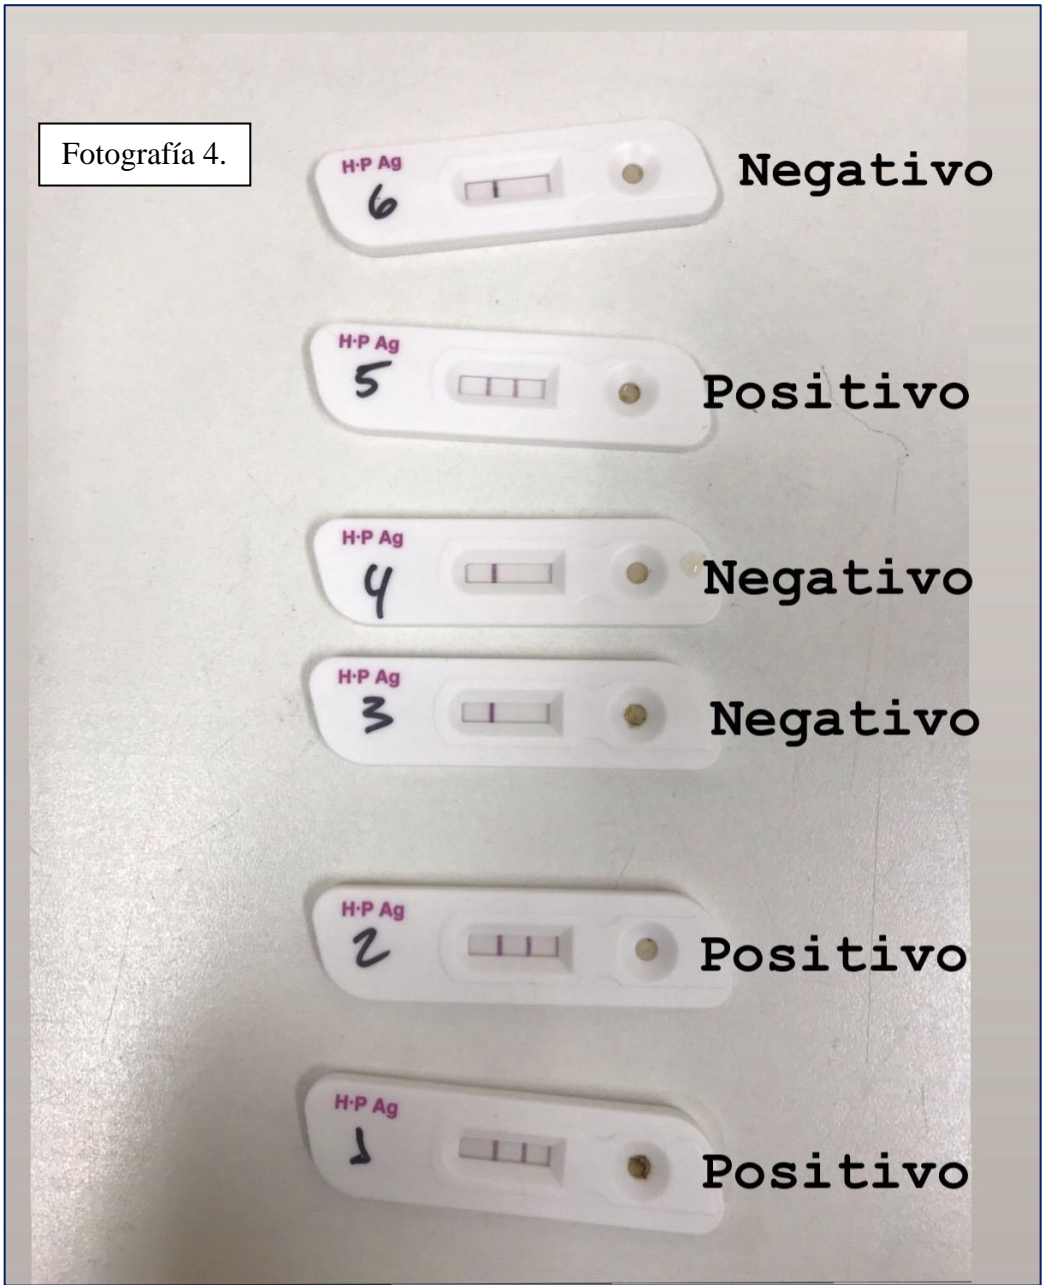 Fotografía 4.
H·P Ag
6
Negativo
H·P Ag
5
Positivo
H·P Ag
4
Negativo
H·P Ag
3
Negativo
H·P Ag
2
Positivo
H·P Ag
1
Positivo